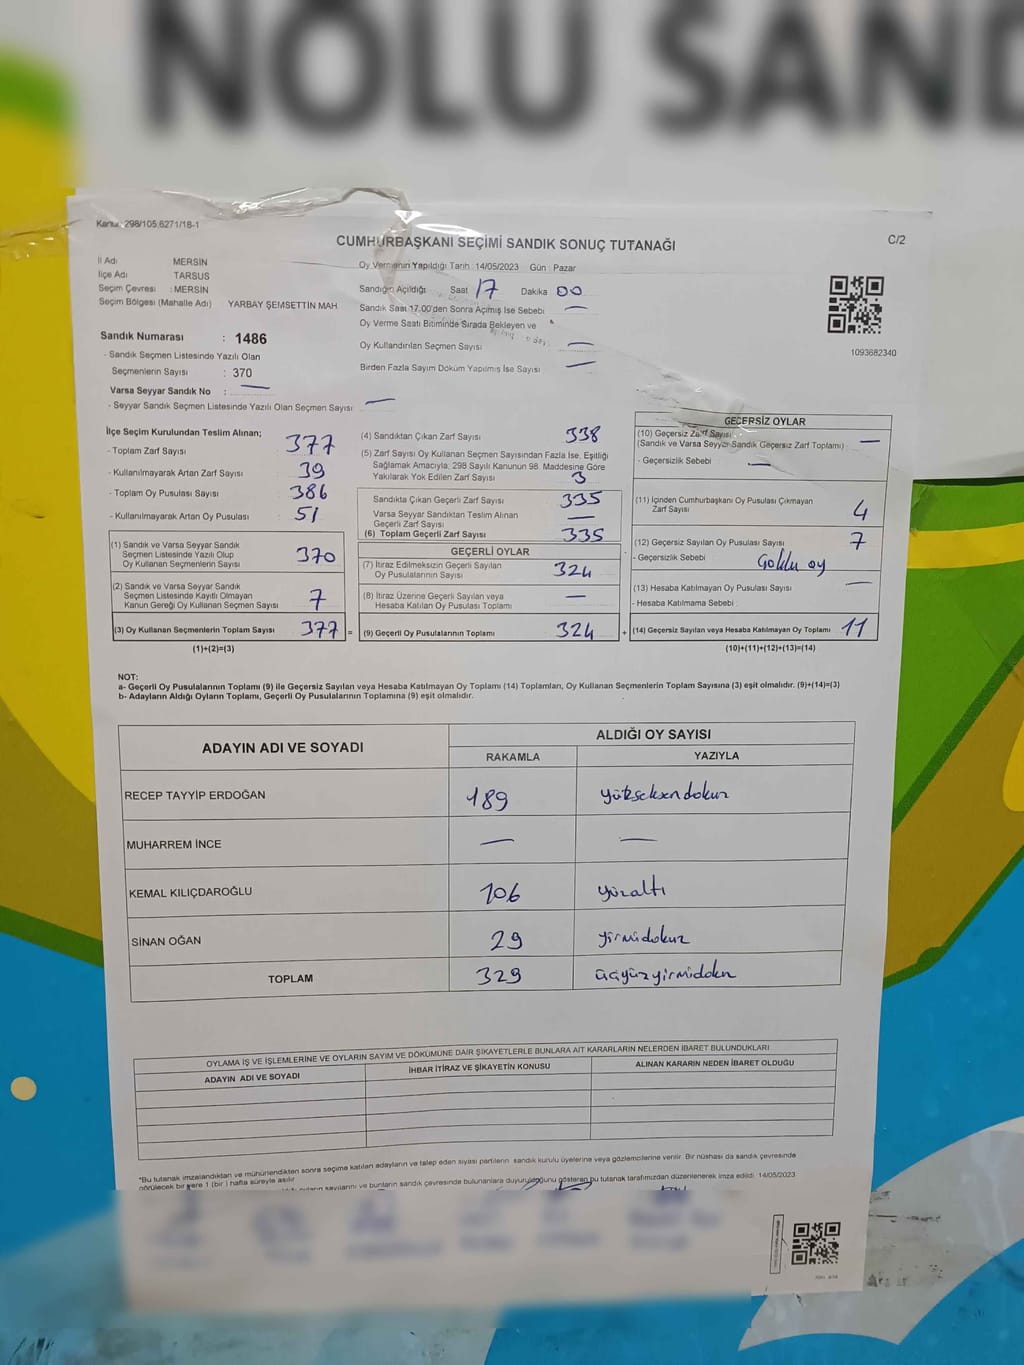 NOLU SAND
Kanun: 298/105,6271/18-1
CUMHURBAŞKANI SEÇİMİ SANDIK SONUÇ TUTANAĞI
C/2
İl Adı MERSİN
İlçe Adı TARSUS
Seçim Çevresi : MERSİN
Seçim Bölgesi (Mahalle Adı) YARBAY ŞEMSETTİN MAH.
Oy Vermenin Yapıldığı Tarih : 14/05/2023 Gün : Pazar
Sandığın Açıldığı Saat 17 Dakika 00
Sandık Saat 17.00'den Sonra Açılmış İse Sebebi —
Oy Verme Saati Bitiminde Sırada Bekleyen ve
Oy Kullandırılan Seçmen Sayısı —
Birden Fazla Sayım Döküm Yapılmış İse Sayısı —
1093682340
Sandık Numarası : 1486
- Sandık Seçmen Listesinde Yazılı Olan
Seçmenlerin Sayısı : 370
Varsa Seyyar Sandık No : —
- Seyyar Sandık Seçmen Listesinde Yazılı Olan Seçmen Sayısı —
İlçe Seçim Kurulundan Teslim Alınan;
- Toplam Zarf Sayısı 377
- Kullanılmayarak Artan Zarf Sayısı 39
- Toplam Oy Pusulası Sayısı 386
- Kullanılmayarak Artan Oy Pusulası 51
(1) Sandık ve Varsa Seyyar Sandık
Seçmen Listesinde Yazılı Olup
Oy Kullanan Seçmenlerin Sayısı 370
(2) Sandık ve Varsa Seyyar Sandık
Seçmen Listesinde Kayıtlı Olmayan
Kanun Gereği Oy Kullanan Seçmen Sayısı 7
(3) Oy Kullanan Seçmenlerin Toplam Sayısı 377 =
(1)+(2)=(3)
(4) Sandıktan Çıkan Zarf Sayısı 338
(5) Zarf Sayısı Oy Kullanan Seçmen Sayısından Fazla İse, Eşitliği
Sağlamak Amacıyla, 298 Sayılı Kanunun 98. Maddesine Göre
Yakılarak Yok Edilen Zarf Sayısı 3
Sandıkta Çıkan Geçerli Zarf Sayısı 335
Varsa Seyyar Sandıktan Teslim Alınan
Geçerli Zarf Sayısı —
(6) Toplam Geçerli Zarf Sayısı 335
GEÇERLİ OYLAR
(7) İtiraz Edilmeksizin Geçerli Sayılan
Oy Pusulalarının Sayısı 324
(8) İtiraz Üzerine Geçerli Sayılan veya
Hesaba Katılan Oy Pusulası Toplamı —
(9) Geçerli Oy Pusulalarının Toplamı 324 +
GEÇERSİZ OYLAR
(10) Geçersiz Zarf Sayısı
(Sandık ve Varsa Seyyar Sandık Geçersiz Zarf Toplamı) —
- Geçersizlik Sebebi —
(11) İçinden Cumhurbaşkanı Oy Pusulası Çıkmayan
Zarf Sayısı 4
(12) Geçersiz Sayılan Oy Pusulası Sayısı 7
- Geçersizlik Sebebi Çoklu oy
(13) Hesaba Katılmayan Oy Pusulası Sayısı —
- Hesaba Katılmama Sebebi :
(14) Geçersiz Sayılan veya Hesaba Katılmayan Oy Toplamı 11
(10)+(11)+(12)+(13)=(14)
NOT:
a- Geçerli Oy Pusulalarının Toplamı (9) ile Geçersiz Sayılan veya Hesaba Katılmayan Oy Toplamı (14) Toplamları, Oy Kullanan Seçmenlerin Toplam Sayısına (3) eşit olmalıdır. (9)+(14)=(3)
b- Adayların Aldığı Oyların Toplamı, Geçerli Oy Pusulalarının Toplamına (9) eşit olmalıdır.
ADAYIN ADI VE SOYADI ALDIĞI OY SAYISI
RAKAMLA YAZIYLA
RECEP TAYYİP ERDOĞAN 189 yüzseksendokuz
MUHARREM İNCE — —
KEMAL KILIÇDAROĞLU 106 yüzaltı
SİNAN OĞAN 29 yirmidokuz
TOPLAM 329
OYLAMA İŞ VE İŞLEMLERİNE VE OYLARIN SAYIM VE DÖKÜMÜNE DAİR ŞİKAYETLERLE BUNLARA AİT KARARLARIN NELERDEN İBARET BULUNDUKLARI
ADAYIN ADI VE SOYADI İHBAR İTİRAZ VE ŞİKAYETİN KONUSU ALINAN KARARIN NEDEN İBARET OLDUĞU
*Bu tutanak imzalandıktan ve mühürlendikten sonra seçime katılan adayların ve talep eden siyasi partilerin sandık kurulu üyelerine veya gözlemcilerine verilir. Bir nüshası da sandık çevresinde
görülecek bir yere 1 (bir) hafta süreyle asılır.
sayılarını ve bunların sandık çevresinde bulunanlara duyurulduğunu gösteren bu tutanak tarafımızdan düzenlenerek imza edildi. 14/05/2023